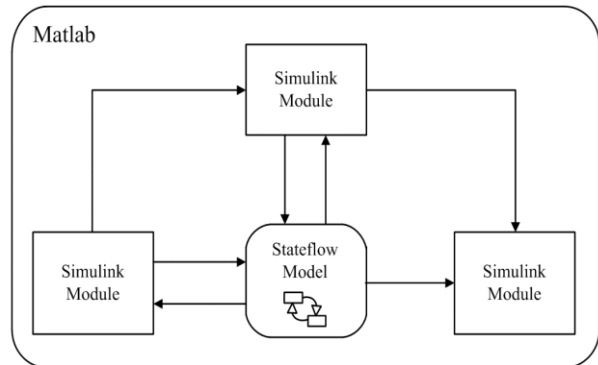 Matlab
Simulink
Module
Simulink
Module
Stateflow
Model
Simulink
Module